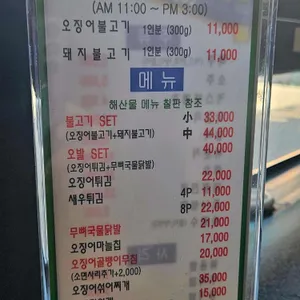 (AM 11:00 ~ PM 3:00)
오징어불고기 1인분 (300g) 11,000
돼지불고기 1인분 (300g) 11,000
메 뉴
해산물 메뉴 칠판 참조
불고기 SET 小 33,000
(오징어불고기+돼지불고기) 中 44,000
오발 SET 40,000
(오징어튀김+무뼈국물닭발)
오징어튀김 22,000
새우튀김 4P 11,000
8P 22,000
무뼈국물닭발 21,000
오징어마늘칩 17,000
오징어골뱅이무침 20,000
(소면사리추가+2,000)
오징어섞어찌개 35,000
15,000